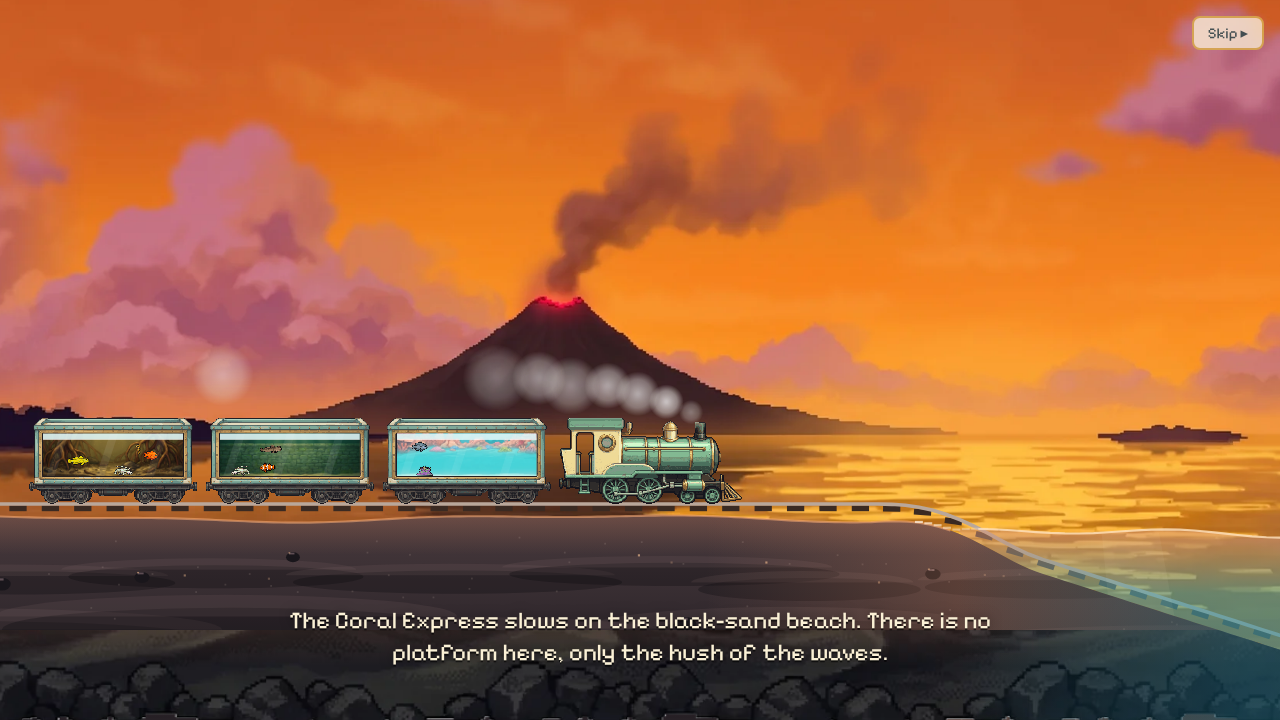 Skip ▸
The Coral Express slows on the black-sand beach. There is no
platform here, only the hush of the waves.